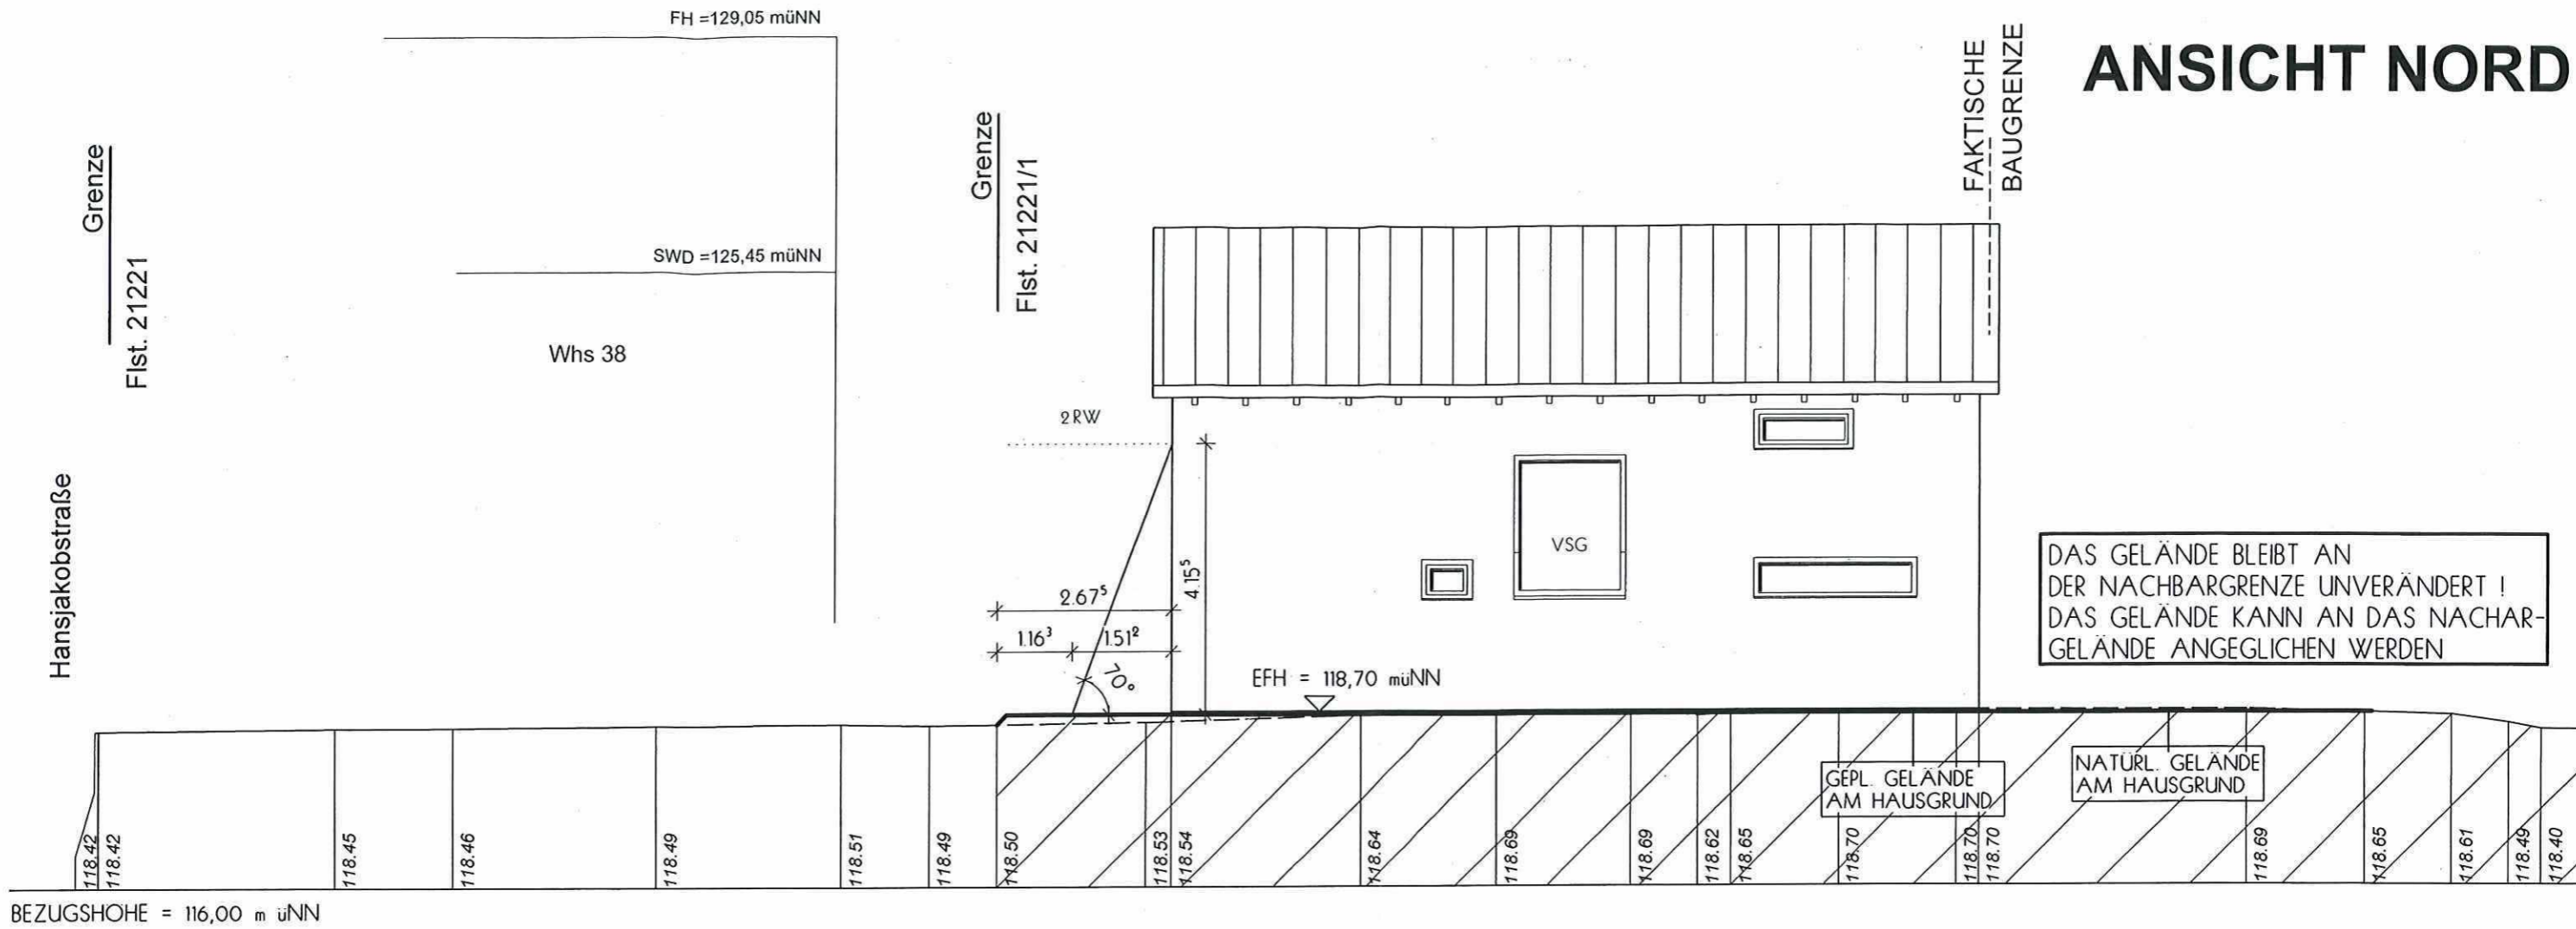 ANSICHT NORD
FH =129,05 müNN
SWD =125,45 müNN
Whs 38
Grenze
Flst. 21221
Hansjakobstraße
Grenze
Flst. 21221/1
FAKTISCHE
BAUGRENZE
2RW
2.67⁵
1.16³
1.51²
4.15⁵
70°
VSG
EFH = 118,70 müNN
DAS GELÄNDE BLEIBT AN
DER NACHBARGRENZE UNVERÄNDERT !
DAS GELÄNDE KANN AN DAS NACHAR-
GELÄNDE ANGEGLICHEN WERDEN
GEPL. GELÄNDE
AM HAUSGRUND
NATÜRL. GELÄNDE
AM HAUSGRUND
118.42
118.42
118.45
118.46
118.49
118.51
118.49
118.50
118.53
118.54
118.64
118.69
118.69
118.62
118.65
118.70
118.70
118.70
118.69
118.65
118.61
118.49
118.40
BEZUGSHÖHE = 116,00 m üNN